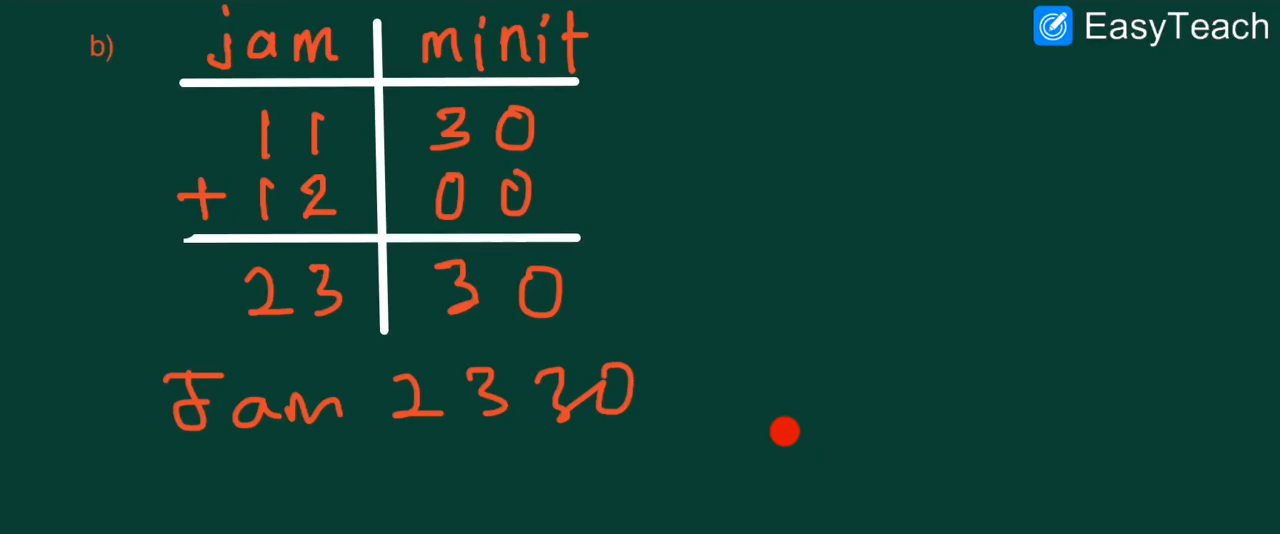 EasyTeach
b) jam minit
11 30
+ 12 00
23 30
Jam 2330